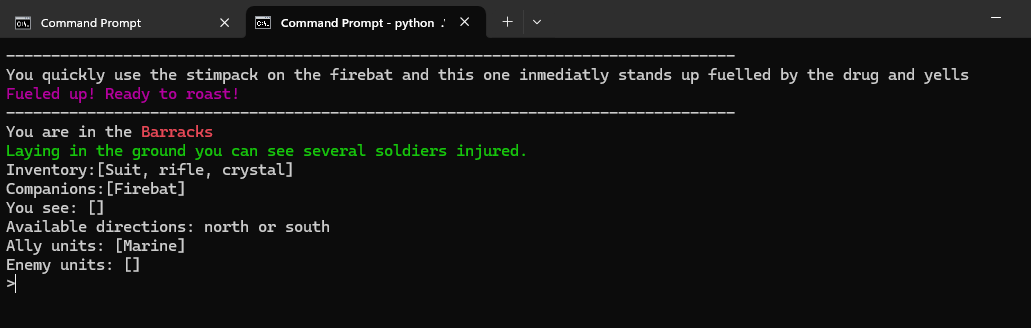 Command Prompt
Command Prompt - python .'
--------------------------------------------------------------------------------
You quickly use the stimpack on the firebat and this one inmediatly stands up fuelled by the drug and yells
Fueled up! Ready to roast!
--------------------------------------------------------------------------------
You are in the Barracks
Laying in the ground you can see several soldiers injured.
Inventory:[Suit, rifle, crystal]
Companions:[Firebat]
You see: []
Available directions: north or south
Ally units: [Marine]
Enemy units: []
>